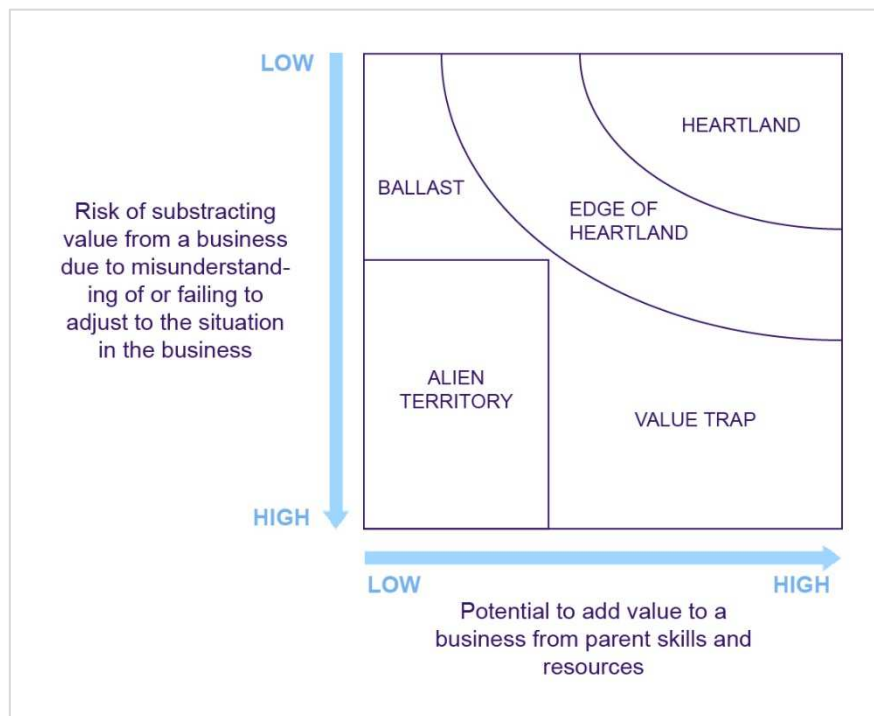 LOW
HEARTLAND
BALLAST
EDGE OF
HEARTLAND
Risk of substracting
value from a business
due to misunderstand-
ing of or failing to
adjust to the situation
in the business
ALIEN
TERRITORY
VALUE TRAP
HIGH
LOW
HIGH
Potential to add value to a
business from parent skills and
resources